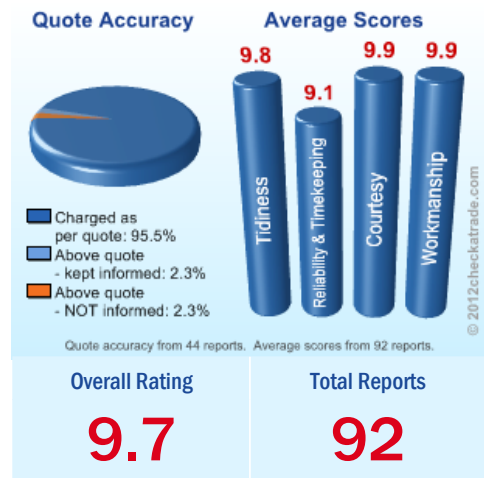 Quote Accuracy
Average Scores
9.8
9.1
9.9
9.9
Tidiness
Reliability & Timekeeping
Courtesy
Workmanship
Charged as
per quote: 95.5%
Above quote
- kept informed: 2.3%
Above quote
- NOT informed: 2.3%
© 2012checkatrade.com
Quote accuracy from 44 reports. Average scores from 92 reports.
Overall Rating
9.7
Total Reports
92